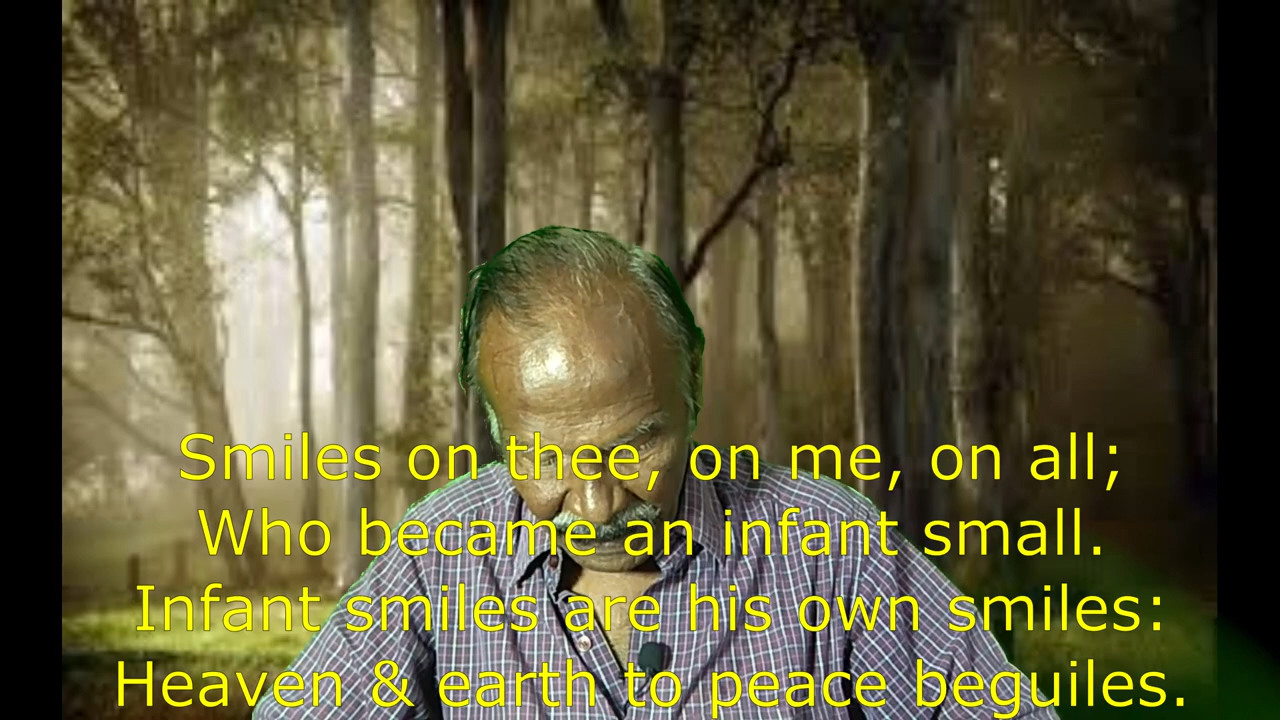 Smiles on thee, on me, on all;
Who became an infant small.
Infant smiles are his own smiles:
Heaven & earth to peace beguiles.